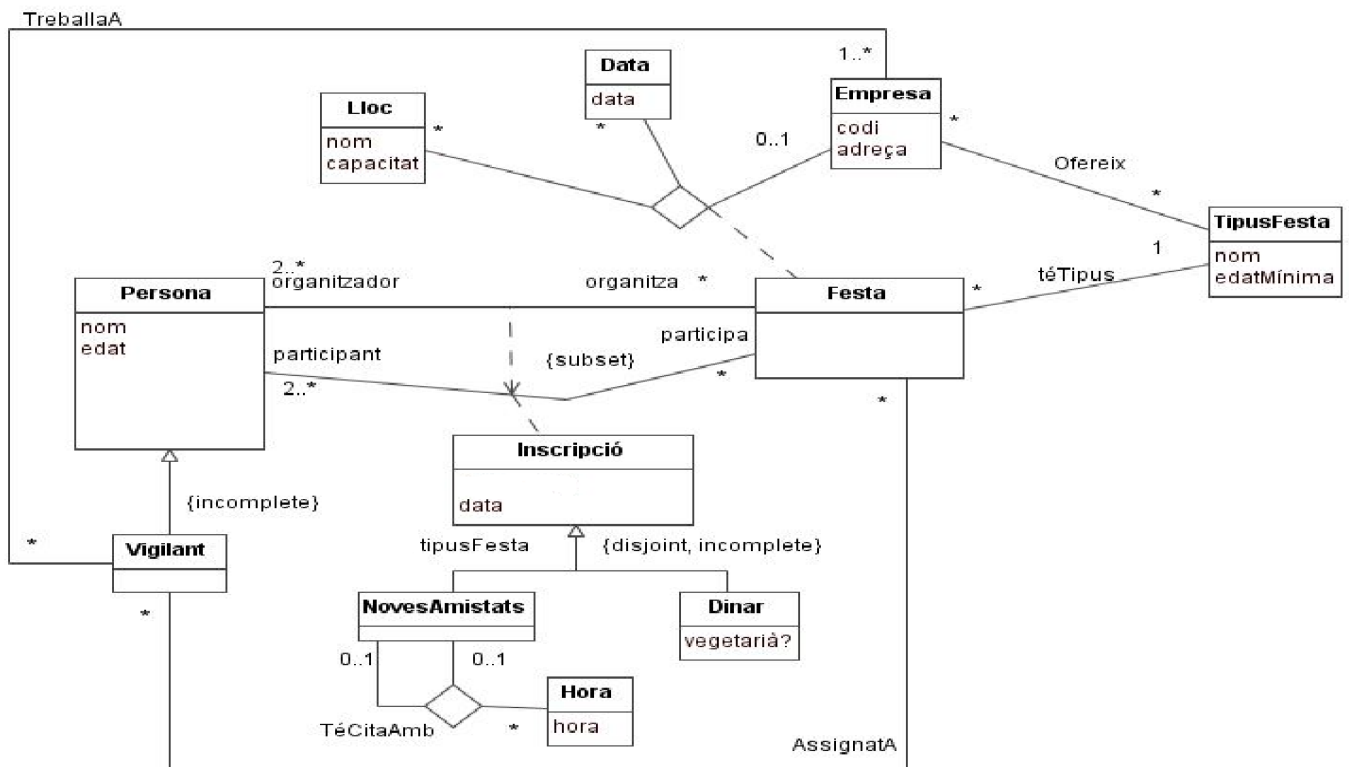 TreballaA
1..*
Data
data
*
Lloc
nom
capacitat
*
Empresa
codi
adreça
*
0..1
Ofereix
*
TipusFesta
nom
edatMínima
1
téTipus
*
2..*
organitzador
organitza *
Persona
nom
edat
Festa
participant
2..*
{subset}
participa
*
*
Inscripció
data
{incomplete}
*
Vigilant
*
tipusFesta
{disjoint, incomplete}
NovesAmistats
Dinar
vegetarià?
0..1
0..1
Hora
hora
TéCitaAmb
*
AssignatA